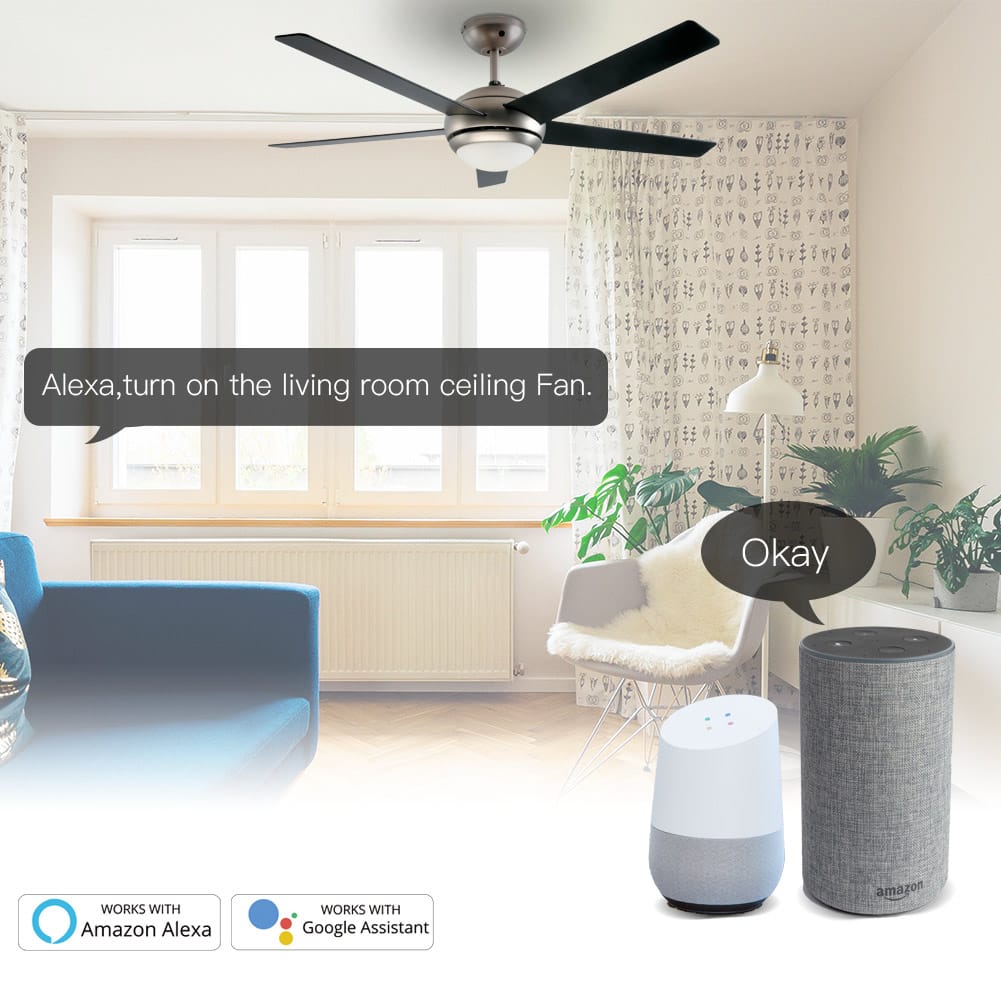 Alexa,turn on the living room ceiling Fan.
Okay
amazon
WORKS WITH
Amazon Alexa
WORKS WITH
Google Assistant